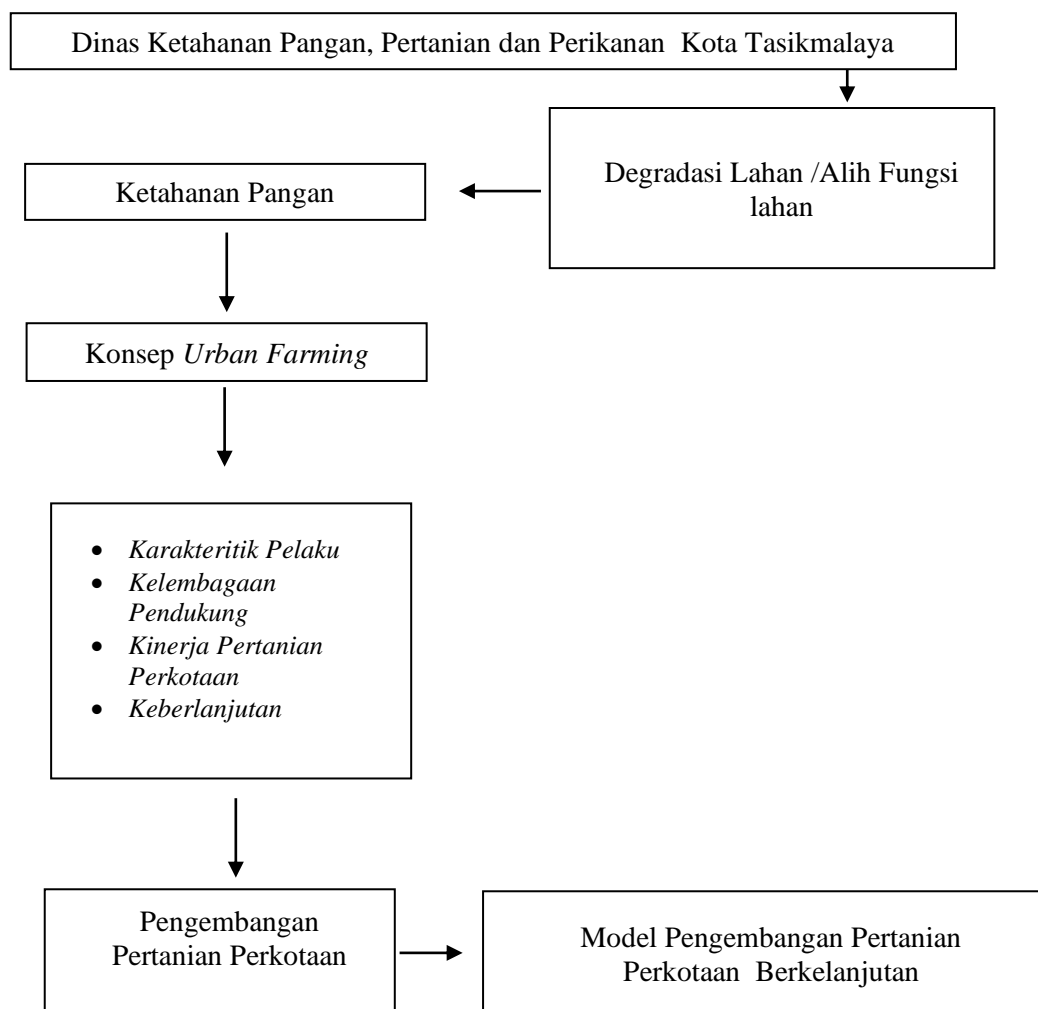 Dinas Ketahanan Pangan, Pertanian dan Perikanan  Kota Tasikmalaya
Degradasi Lahan /Alih Fungsi
lahan
Ketahanan Pangan
Konsep Urban Farming
• Karakteritik Pelaku
• Kelembagaan
Pendukung
• Kinerja Pertanian
Perkotaan
• Keberlanjutan
Pengembangan
Pertanian Perkotaan
Model Pengembangan Pertanian
Perkotaan  Berkelanjutan